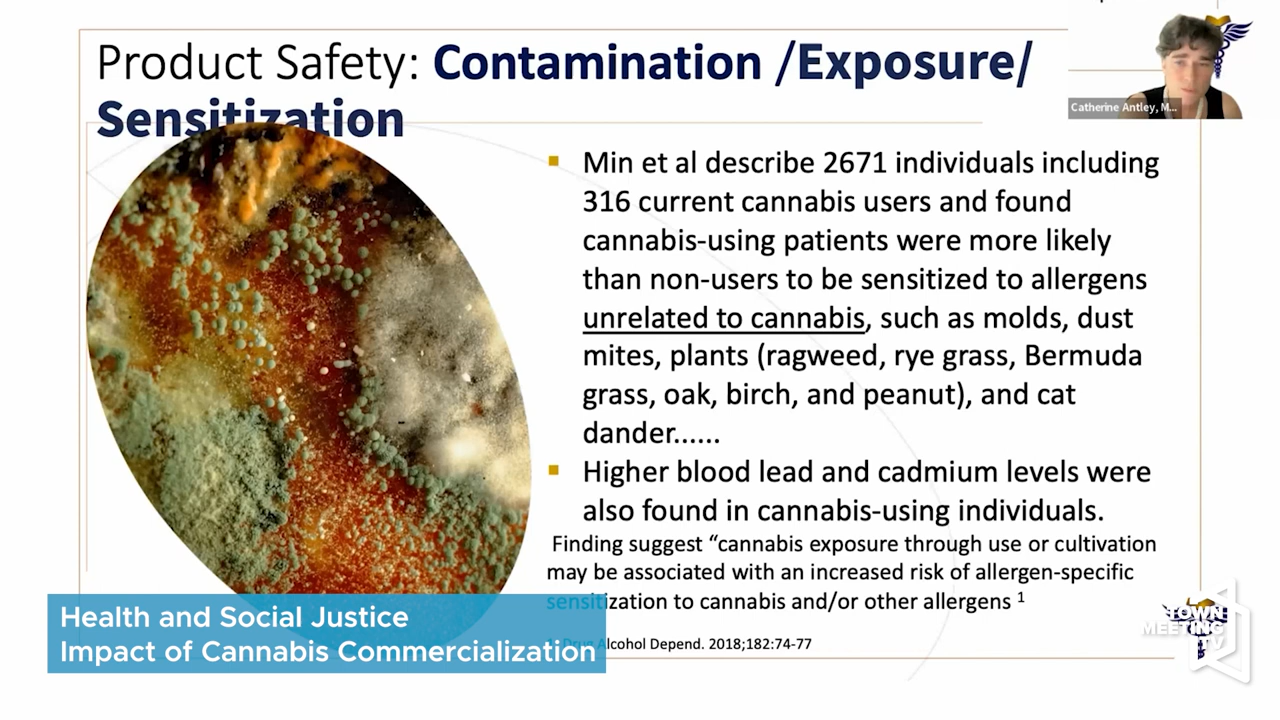 Product Safety: Contamination /Exposure/
Sensitization
Catherine Antley, M...
▪ Min et al describe 2671 individuals including
316 current cannabis users and found
cannabis-using patients were more likely
than non-users to be sensitized to allergens
unrelated to cannabis, such as molds, dust
mites, plants (ragweed, rye grass, Bermuda
grass, oak, birch, and peanut), and cat
dander......
▪ Higher blood lead and cadmium levels were
also found in cannabis-using individuals.
Finding suggest “cannabis exposure through use or cultivation
may be associated with an increased risk of allergen-specific
sensitization to cannabis and/or other allergens 1
Alcohol Depend. 2018;182:74-77
Health and Social Justice
Impact of Cannabis Commercialization
TOWN
MEETING
TV